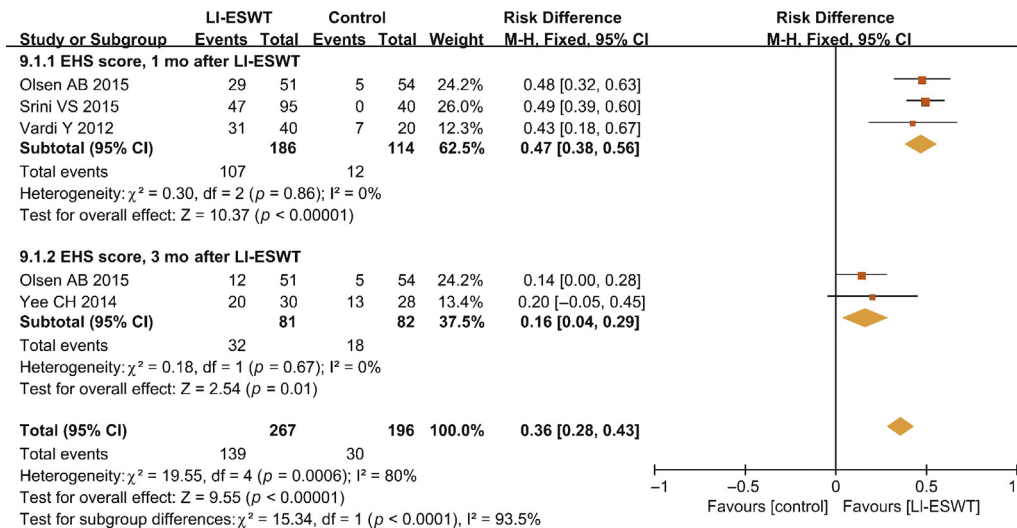 LI-ESWT Control Risk Difference Risk Difference
Study or Subgroup Events Total Events Total Weight M-H, Fixed, 95% CI M-H, Fixed, 95% CI
9.1.1 EHS score, 1 mo after LI-ESWT
Olsen AB 2015 29 51 5 54 24.2% 0.48 [0.32, 0.63]
Srini VS 2015 47 95 0 40 26.0% 0.49 [0.39, 0.60]
Vardi Y 2012 31 40 7 20 12.3% 0.43 [0.18, 0.67]
Subtotal (95% CI) 186 114 62.5% 0.47 [0.38, 0.56]
Total events 107 12
Heterogeneity: χ² = 0.30, df = 2 (p = 0.86); I² = 0%
Test for overall effect: Z = 10.37 (p < 0.00001)
9.1.2 EHS score, 3 mo after LI-ESWT
Olsen AB 2015 12 51 5 54 24.2% 0.14 [0.00, 0.28]
Yee CH 2014 20 30 13 28 13.4% 0.20 [−0.05, 0.45]
Subtotal (95% CI) 81 82 37.5% 0.16 [0.04, 0.29]
Total events 32 18
Heterogeneity: χ² = 0.18, df = 1 (p = 0.67); I² = 0%
Test for overall effect: Z = 2.54 (p = 0.01)
Total (95% CI) 267 196 100.0% 0.36 [0.28, 0.43]
Total events 139 30
Heterogeneity: χ² = 19.55, df = 4 (p = 0.0006); I² = 80%
Test for overall effect: Z = 9.55 (p < 0.00001)
Test for subgroup differences: χ² = 15.34, df = 1 (p < 0.0001), I² = 93.5%
−1 −0.5 0 0.5 1
Favours [control] Favours [LI-ESWT]